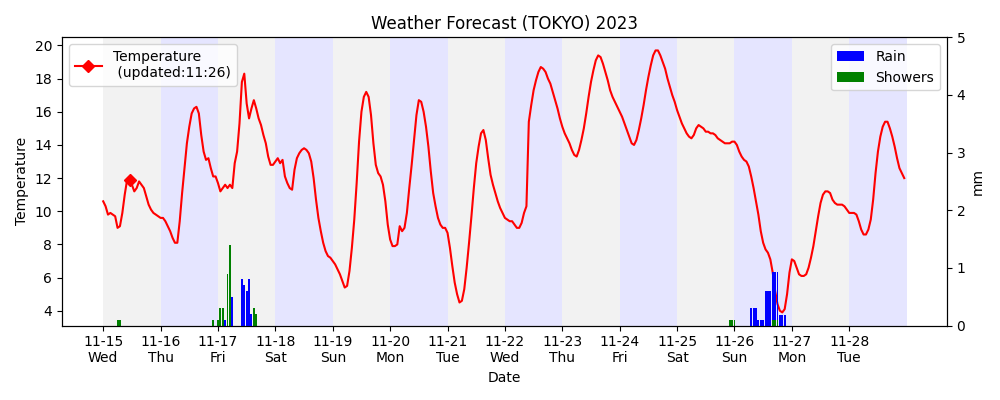 Weather Forecast (TOKYO) 2023
Temperature
(updated:11:26)
Rain
Showers
Temperature
20
18
16
14
12
10
8
6
4
5
4
3
2
1
0
mm
11-15 11-16 11-17 11-18 11-19 11-20 11-21 11-22 11-23 11-24 11-25 11-26 11-27 11-28
Wed Thu Fri Sat Sun Mon Tue Wed Thu Fri Sat Sun Mon Tue
Date